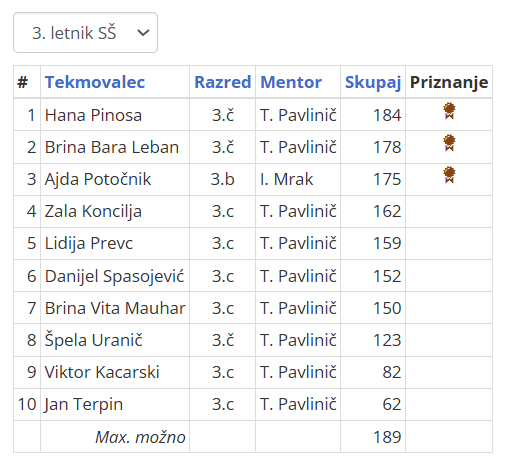 3. letnik SŠ
# Tekmovalec Razred Mentor Skupaj Priznanje
1 Hana Pinosa 3.č T. Pavlinič 184
2 Brina Bara Leban 3.č T. Pavlinič 178
3 Ajda Potočnik 3.b I. Mrak 175
4 Zala Koncilja 3.c T. Pavlinič 162
5 Lidija Prevc 3.c T. Pavlinič 159
6 Danijel Spasojević 3.c T. Pavlinič 152
7 Brina Vita Mauhar 3.c T. Pavlinič 150
8 Špela Uranič 3.č T. Pavlinič 123
9 Viktor Kacarski 3.c T. Pavlinič 82
10 Jan Terpin 3.c T. Pavlinič 62
Max. možno 189